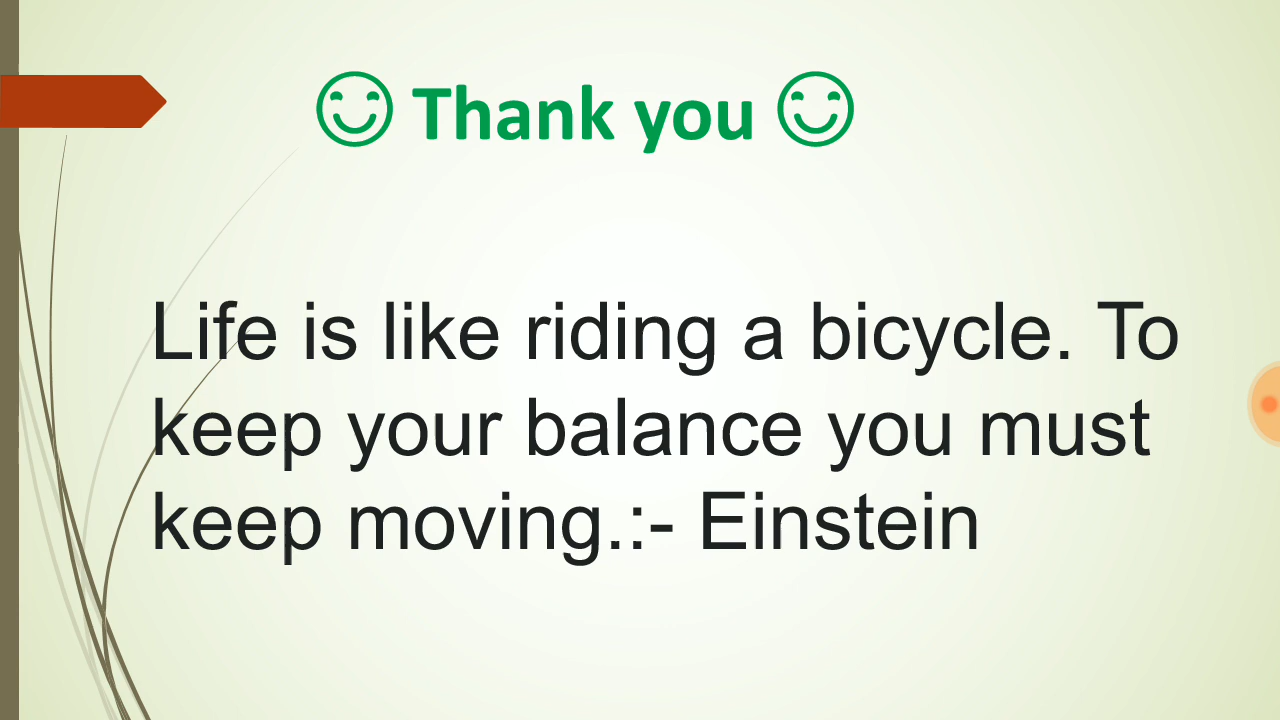 ☺ Thank you ☺
Life is like riding a bicycle. To
keep your balance you must
keep moving.:- Einstein